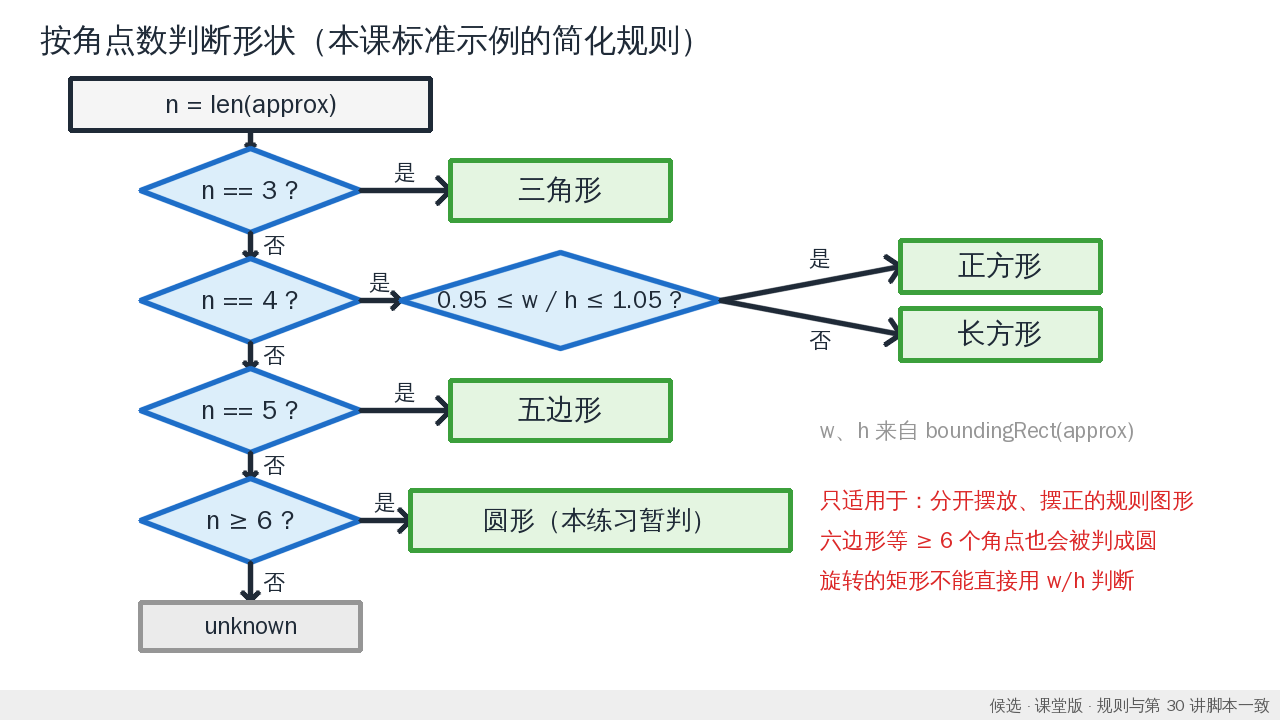 按角点数判断形状（本课标准示例的简化规则）
n = len(approx)
n == 3 ?
是
三角形
否
n == 4 ?
是
0.95 ≤ w / h ≤ 1.05 ?
是
正方形
否
长方形
否
n == 5 ?
是
五边形
w、h 来自 boundingRect(approx)
否
n ≥ 6 ?
是
圆形（本练习暂判）
只适用于：分开摆放、摆正的规则图形
六边形等 ≥ 6 个角点也会被判成圆
旋转的矩形不能直接用 w/h 判断
否
unknown
候选 · 课堂版 · 规则与第 30 讲脚本一致